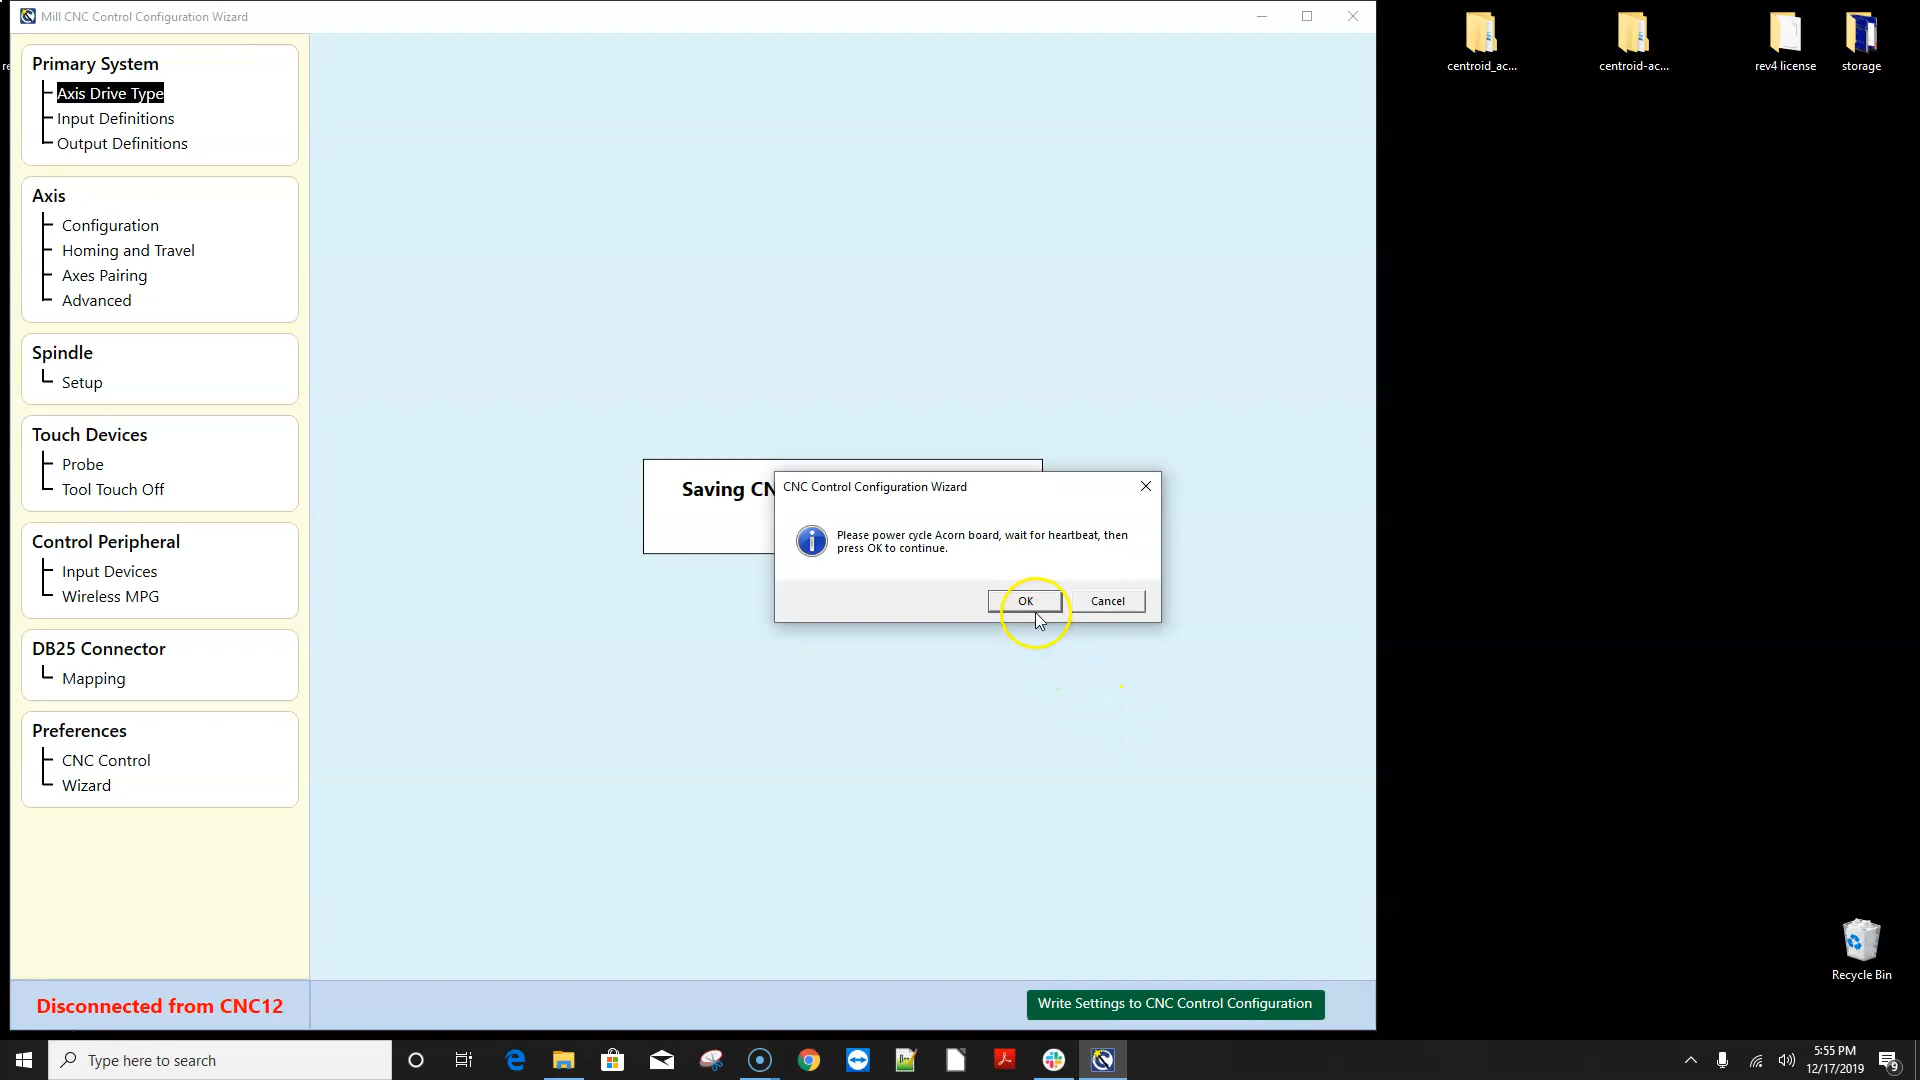 Mill CNC Control Configuration Wizard
Primary System
Axis Drive Type
Input Definitions
Output Definitions
Axis
Configuration
Homing and Travel
Axes Pairing
Advanced
Spindle
Setup
Touch Devices
Probe
Tool Touch Off
Control Peripheral
Input Devices
Wireless MPG
DB25 Connector
Mapping
Preferences
CNC Control
Wizard
Disconnected from CNC12
Saving CN
CNC Control Configuration Wizard
Please power cycle Acorn board, wait for heartbeat, then
press OK to continue.
OK
Cancel
Write Settings to CNC Control Configuration
centroid_ac...
centroid-ac...
rev4 license
storage
Recycle Bin
Type here to search
5:55 PM
12/17/2019
9